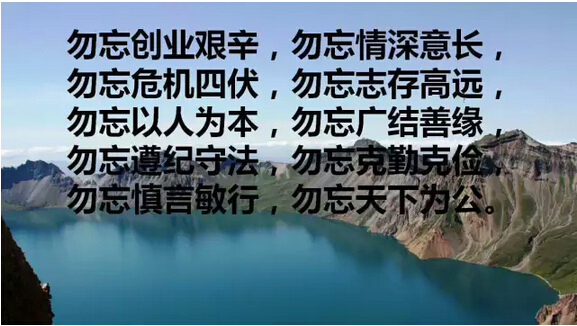 勿忘创业艰辛，勿忘情深意长，
勿忘危机四伏，勿忘志存高远，
勿忘以人为本，勿忘广结善缘，
勿忘遵纪守法，勿忘克勤克俭，
勿忘慎言敏行，勿忘天下为公。